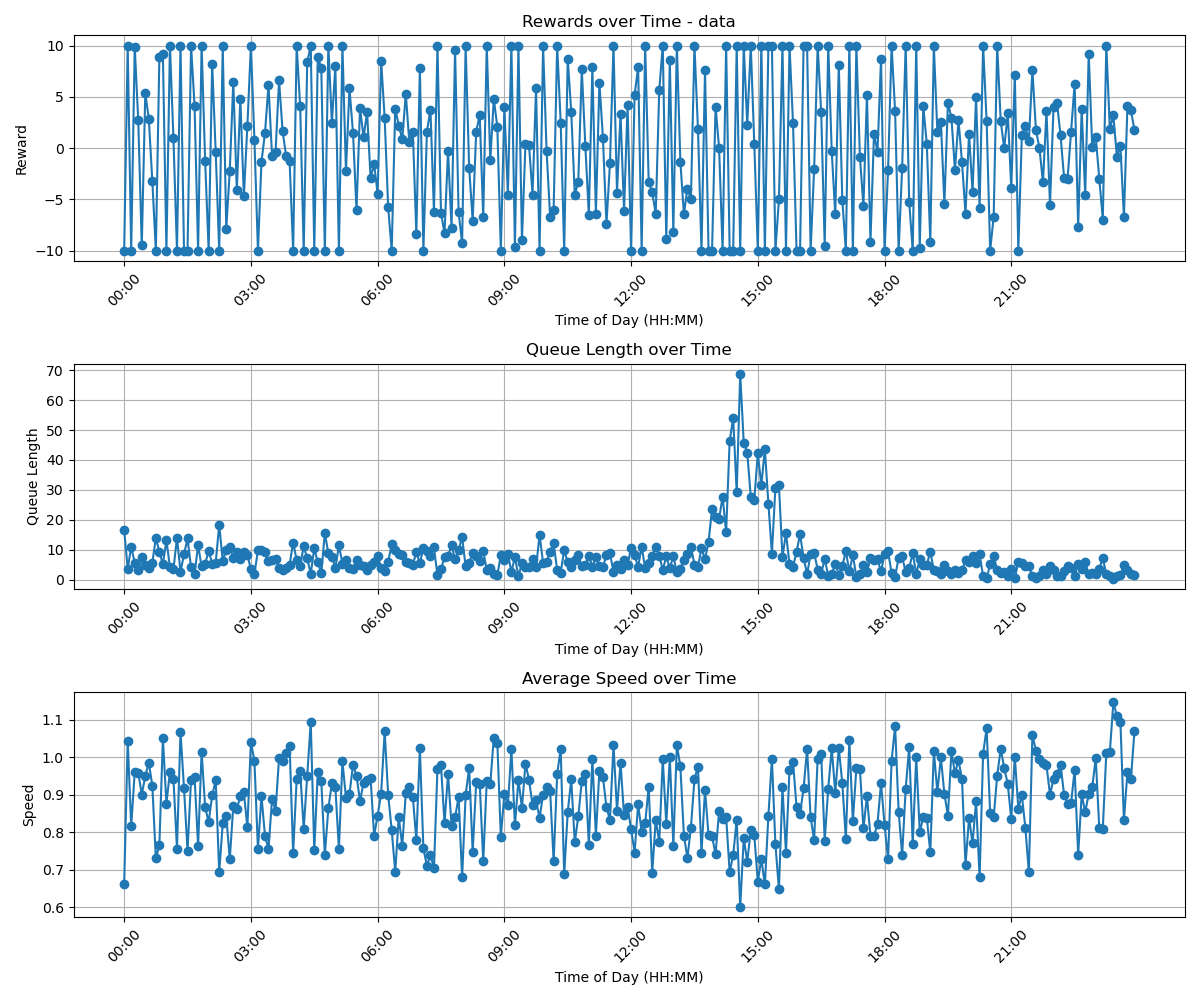 Rewards over Time - data
10
5
0
−5
−10
Reward
00:00 03:00 06:00 09:00 12:00 15:00 18:00 21:00
Time of Day (HH:MM)
Queue Length over Time
70
60
50
40
30
20
10
0
Queue Length
00:00 03:00 06:00 09:00 12:00 15:00 18:00 21:00
Time of Day (HH:MM)
Average Speed over Time
1.1
1.0
0.9
0.8
0.7
0.6
Speed
00:00 03:00 06:00 09:00 12:00 15:00 18:00 21:00
Time of Day (HH:MM)